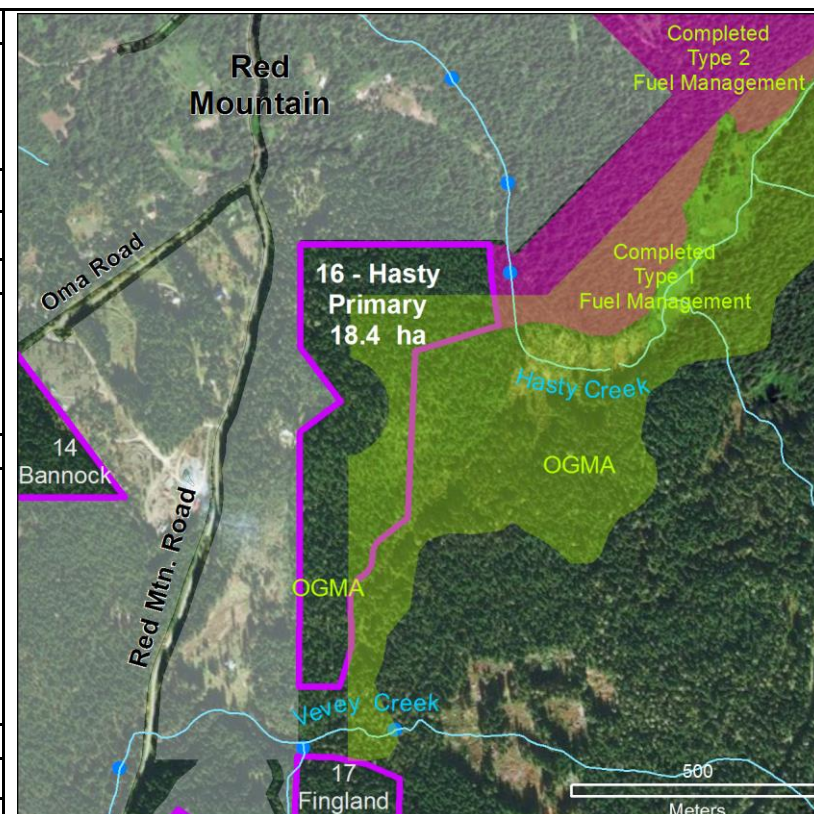 Completed
Type 2
Fuel Management
Red
Mountain
Oma Road
16 - Hasty
Primary
18.4 ha
Completed
Type 1
Fuel Management
Hasty Creek
14
Bannock
OGMA
Red Mtn. Road
OGMA
Vevey Creek
17
Fingland
500
Meters